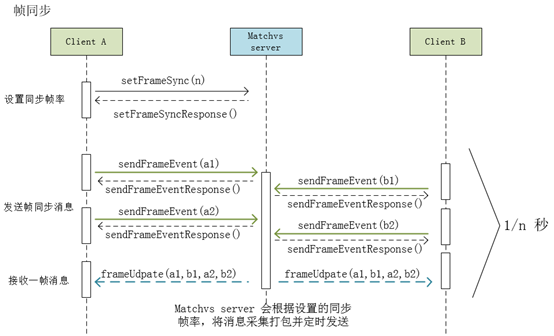 帧同步
Client A
Matchvs
server
Client B
setFrameSync(n)
设置同步帧率
setFrameSyncResponse()
sendFrameEvent(a1)
sendFrameEvent(b1)
sendFrameEventResponse()
sendFrameEventResponse()
发送帧同步消息
sendFrameEvent(a2)
sendFrameEvent(b2)
sendFrameEventResponse()
sendFrameEventResponse()
1/n 秒
接收一帧消息
frameUdpate(a1,b1,a2,b2)
frameUdpate(a1,b1,a2,b2)
Matchvs server 会根据设置的同步
帧率，将消息采集打包并定时发送